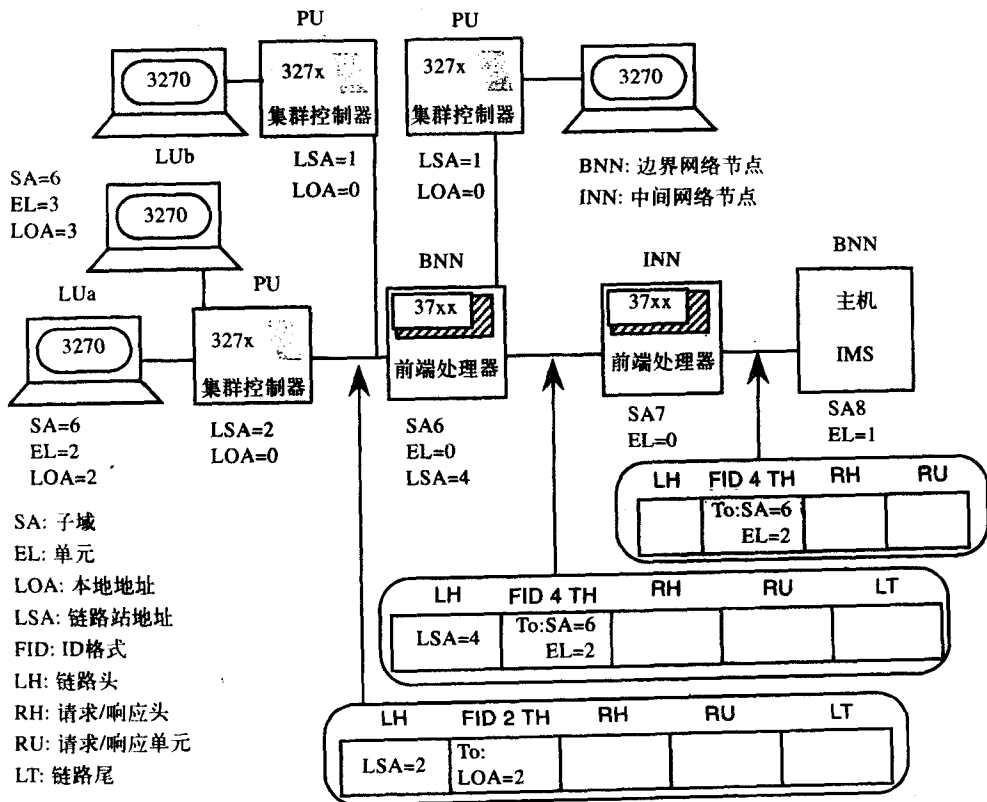 PU
PU
3270
327x
集群控制器
327x
集群控制器
3270
LUb
LSA=1
LOA=0
LSA=1
LOA=0
BNN: 边界网络节点
INN: 中间网络节点
SA=6
EL=3
LOA=3
3270
LUa
PU
BNN
INN
BNN
3270
327x
集群控制器
37xx
前端处理器
37xx
前端处理器
主机
IMS
SA=6
EL=2
LOA=2
LSA=2
LOA=0
SA6
EL=0
LSA=4
SA7
EL=0
SA8
EL=1
LH FID 4 TH RH RU
To:SA=6
EL=2
SA: 子域
EL: 单元
LOA: 本地地址
LSA: 链路站地址
FID: ID格式
LH: 链路头
RH: 请求/响应头
RU: 请求/响应单元
LT: 链路尾
LH FID 4 TH RH RU LT
LSA=4
To:SA=6
EL=2
LH FID 2 TH RH RU LT
LSA=2
To:
LOA=2